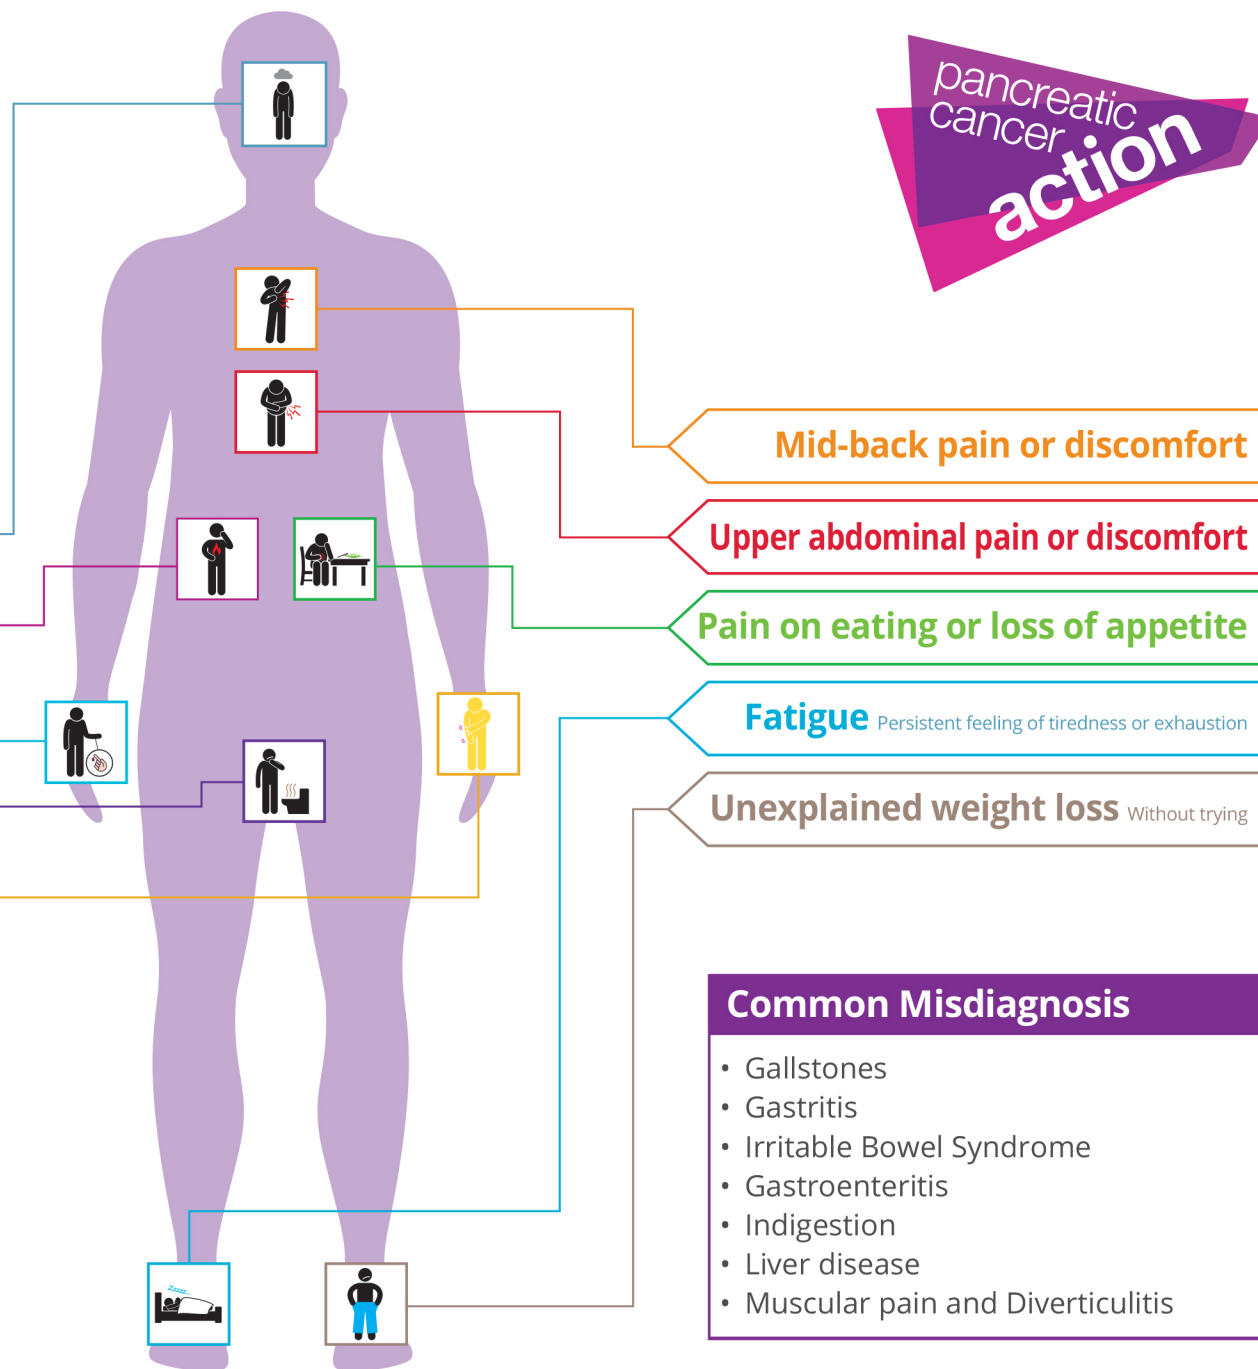 pancreatic
cancer
action
Mid-back pain or discomfort
Upper abdominal pain or discomfort
Pain on eating or loss of appetite
Fatigue Persistent feeling of tiredness or exhaustion
Unexplained weight loss Without trying
Common Misdiagnosis
• Gallstones
• Gastritis
• Irritable Bowel Syndrome
• Gastroenteritis
• Indigestion
• Liver disease
• Muscular pain and Diverticulitis
Zzzz...